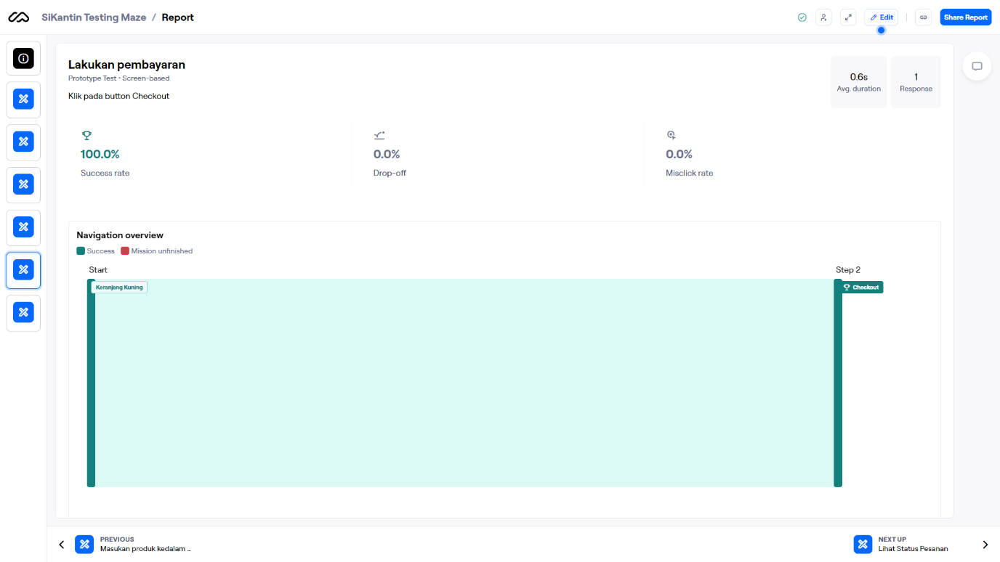 SiKantin Testing Maze / Report
Edit
Share Report
Lakukan pembayaran
Prototype Test • Screen-based
Klik pada button Checkout
0.6s
Avg. duration
1
Response
100.0%
Success rate
0.0%
Drop-off
0.0%
Misclick rate
Navigation overview
Success
Mission unfinished
Start
Step 2
Keranjang Kuning
Checkout
PREVIOUS
Masukan produk kedalam ...
NEXT UP
Lihat Status Pesanan